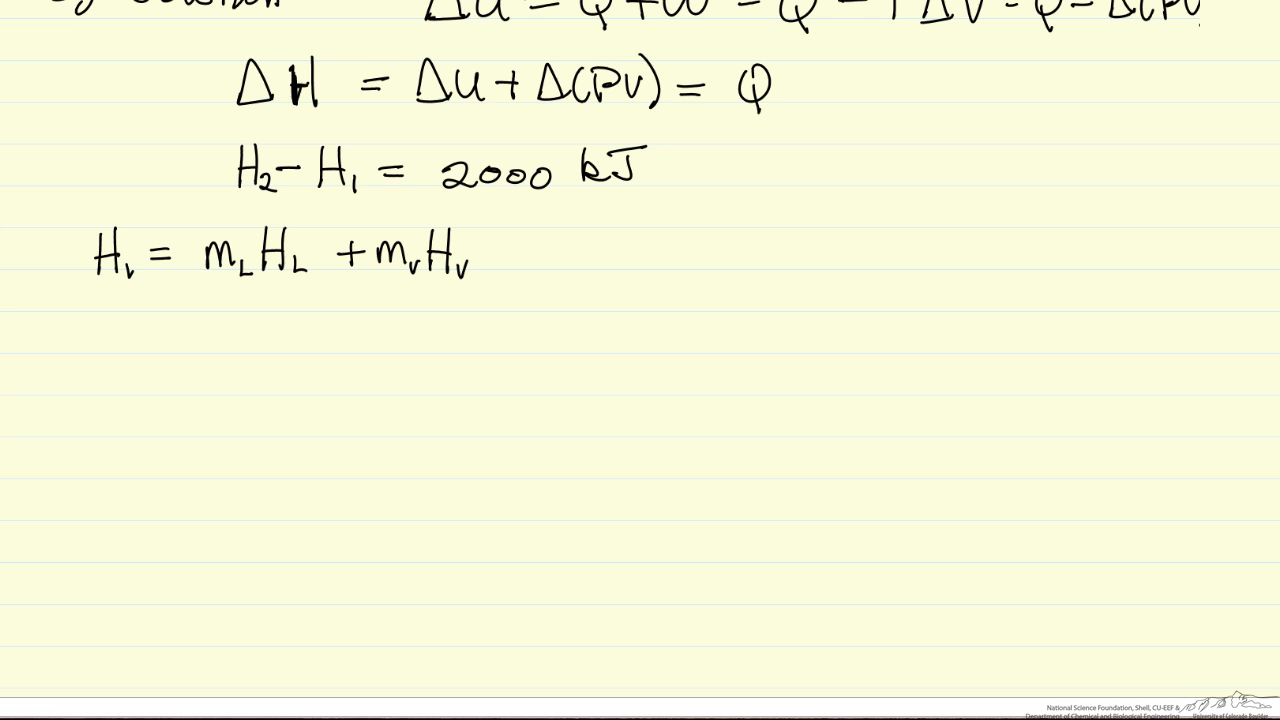 ΔU = Q + W = Q - PΔV = Q - Δ(PV)
ΔH = ΔU + Δ(PV) = Q
H₂ - H₁ = 2000 kJ
H₁ = m_L H_L + m_V H_V
National Science Foundation, Shell, CU-EEF &
Department of Chemical and Biological Engineering University of Colorado Boulder